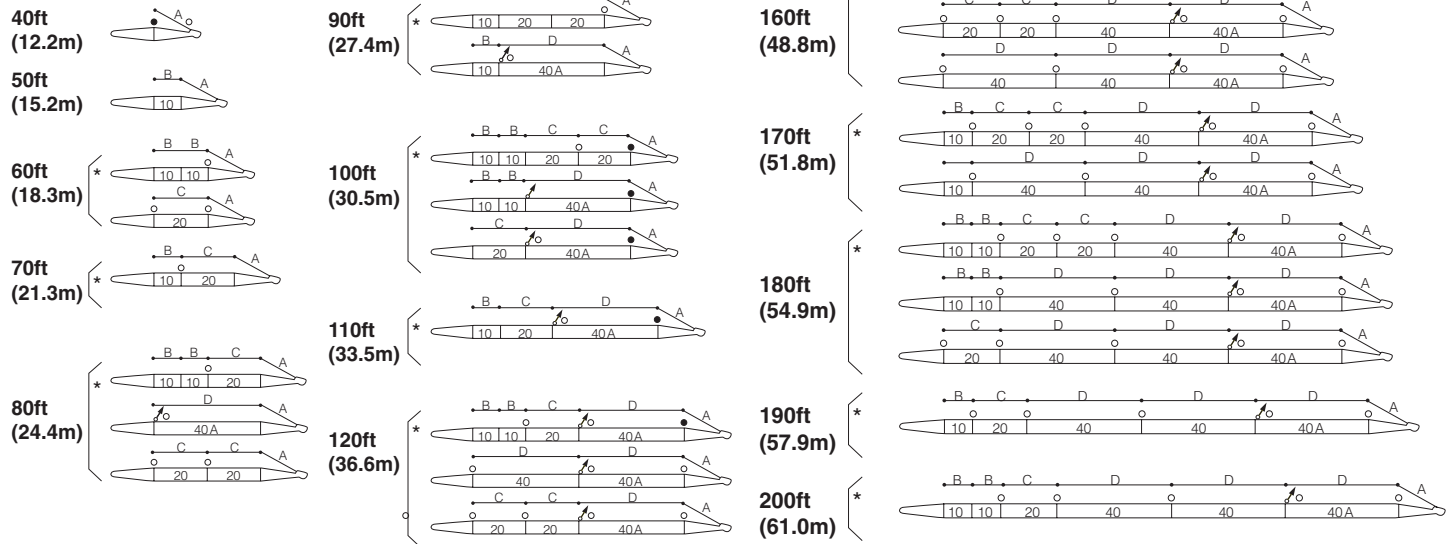 40ft
(12.2m)
A
50ft
(15.2m)
B A
10
60ft
(18.3m)
*
B B A
10 10
C A
20
70ft
(21.3m)
*
B C A
10 20
80ft
(24.4m)
*
B B C A
10 10 20
D A
40A
C C A
20 20
90ft
(27.4m)
*
A
10 20 20
B D A
10 40A
100ft
(30.5m)
*
B B C C A
10 10 20 20
B B D A
10 10 40A
C D A
20 40A
110ft
(33.5m)
*
B C D A
10 20 40A
120ft
(36.6m)
*
B B C D A
10 10 20 40A
D D A
40 40A
C C D A
20 20 40A
160ft
(48.8m)
C C D D A
20 20 40 40A
D D D A
40 40 40A
170ft
(51.8m)
*
B C C D D A
10 20 20 40 40A
B D D D A
10 40 40 40A
180ft
(54.9m)
*
B B C C D D A
10 10 20 20 40 40A
B B D D D A
10 10 40 40 40A
C D D D A
20 40 40 40A
190ft
(57.9m)
*
B C D D D A
10 20 40 40 40A
200ft
(61.0m)
*
B B C D D D A
10 10 20 40 40 40A